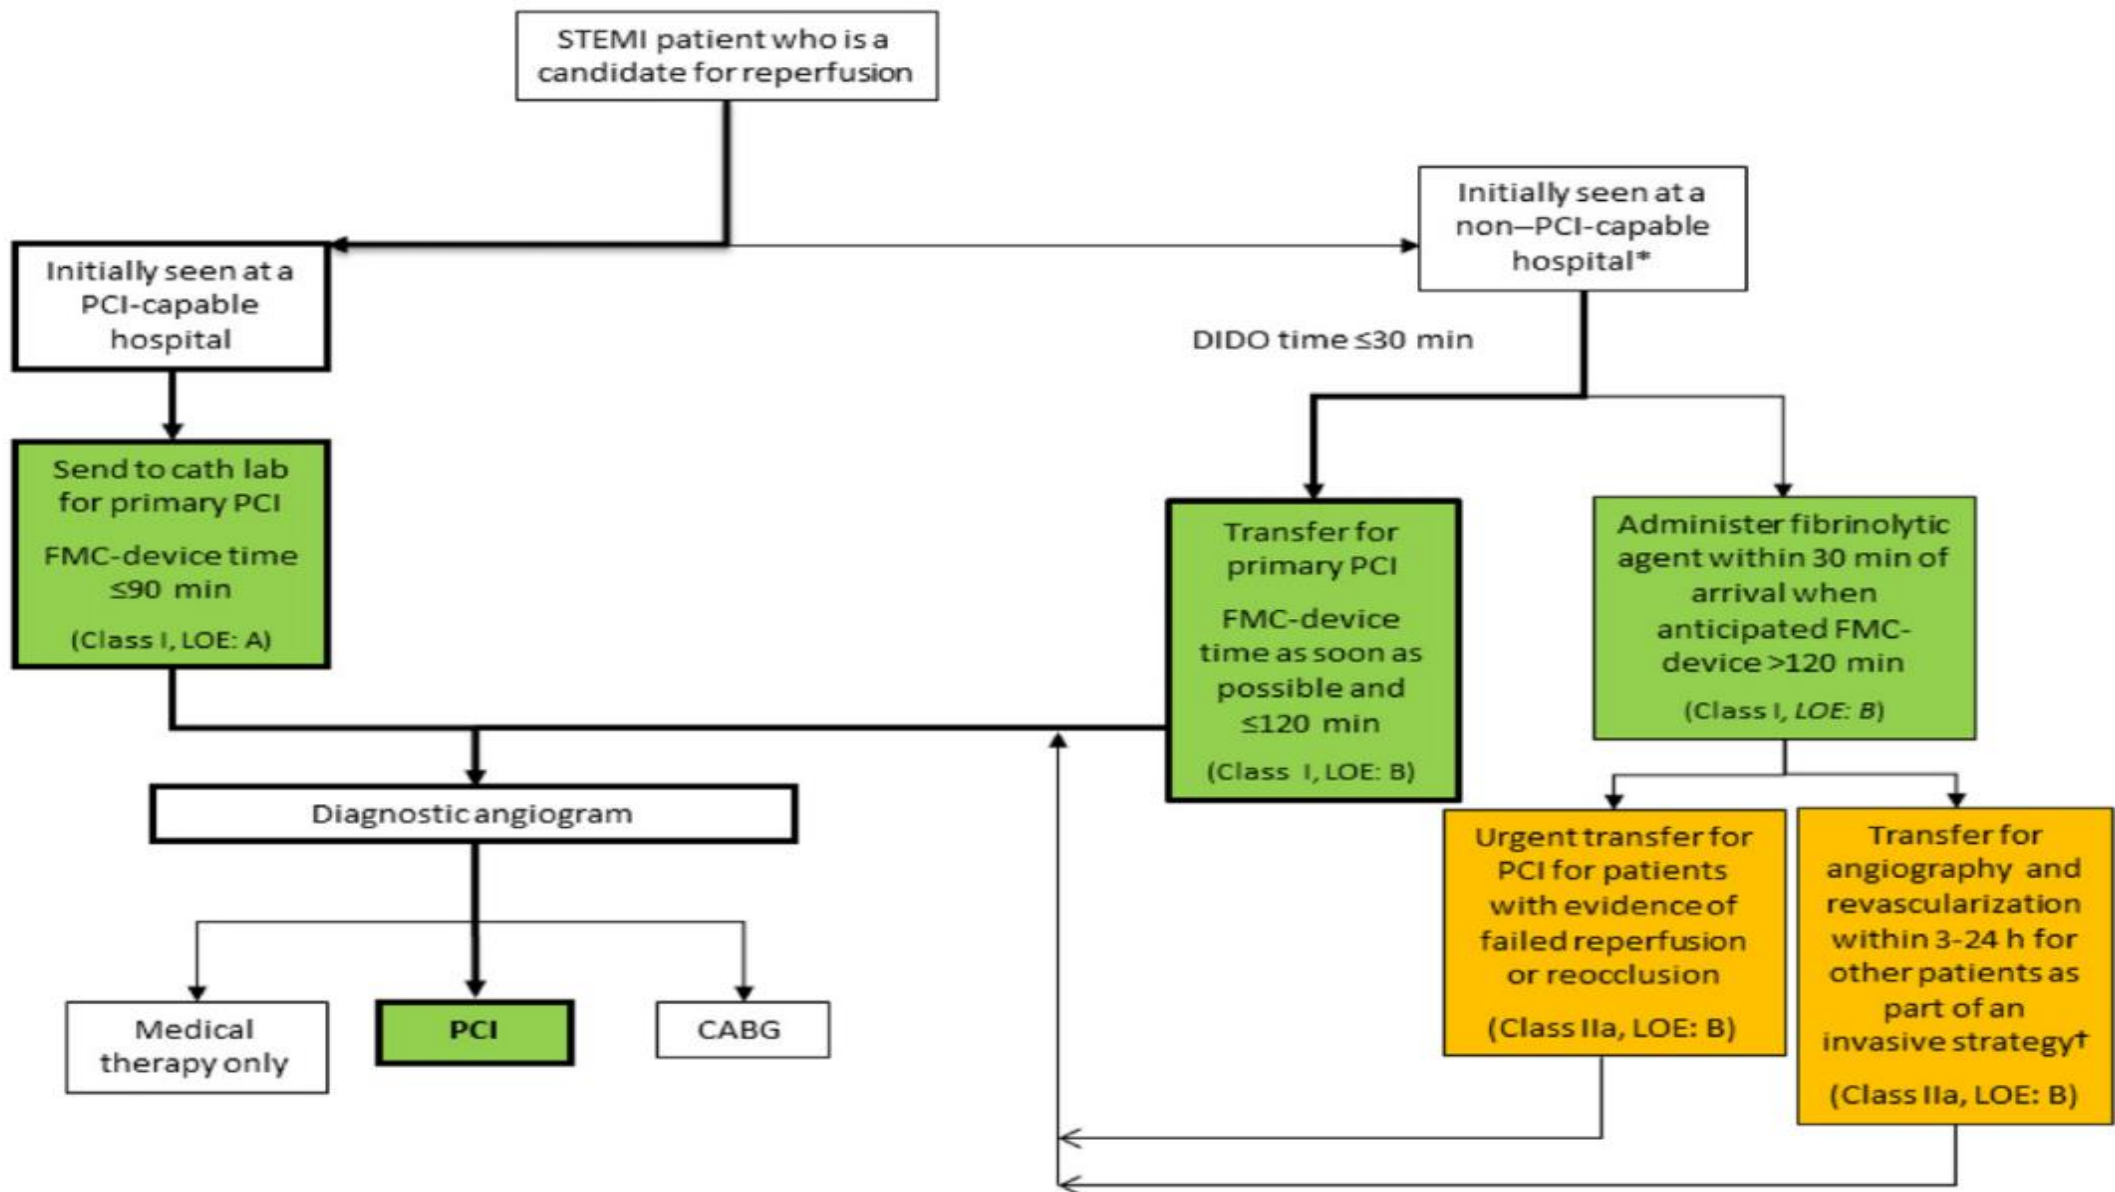 STEMI patient who is a
candidate for reperfusion
Initially seen at a
non–PCI-capable
hospital*
Initially seen at a
PCI-capable
hospital
DIDO time ≤30 min
Send to cath lab
for primary PCI
FMC-device time
≤90 min
(Class I, LOE: A)
Transfer for
primary PCI
FMC-device
time as soon as
possible and
≤120 min
(Class I, LOE: B)
Administer fibrinolytic
agent within 30 min of
arrival when
anticipated FMC-
device >120 min
(Class I, LOE: B)
Diagnostic angiogram
Urgent transfer for
PCI for patients
with evidence of
failed reperfusion
or reocclusion
(Class IIa, LOE: B)
Transfer for
angiography and
revascularization
within 3-24 h for
other patients as
part of an
invasive strategy†
(Class IIa, LOE: B)
Medical
therapy only
PCI
CABG